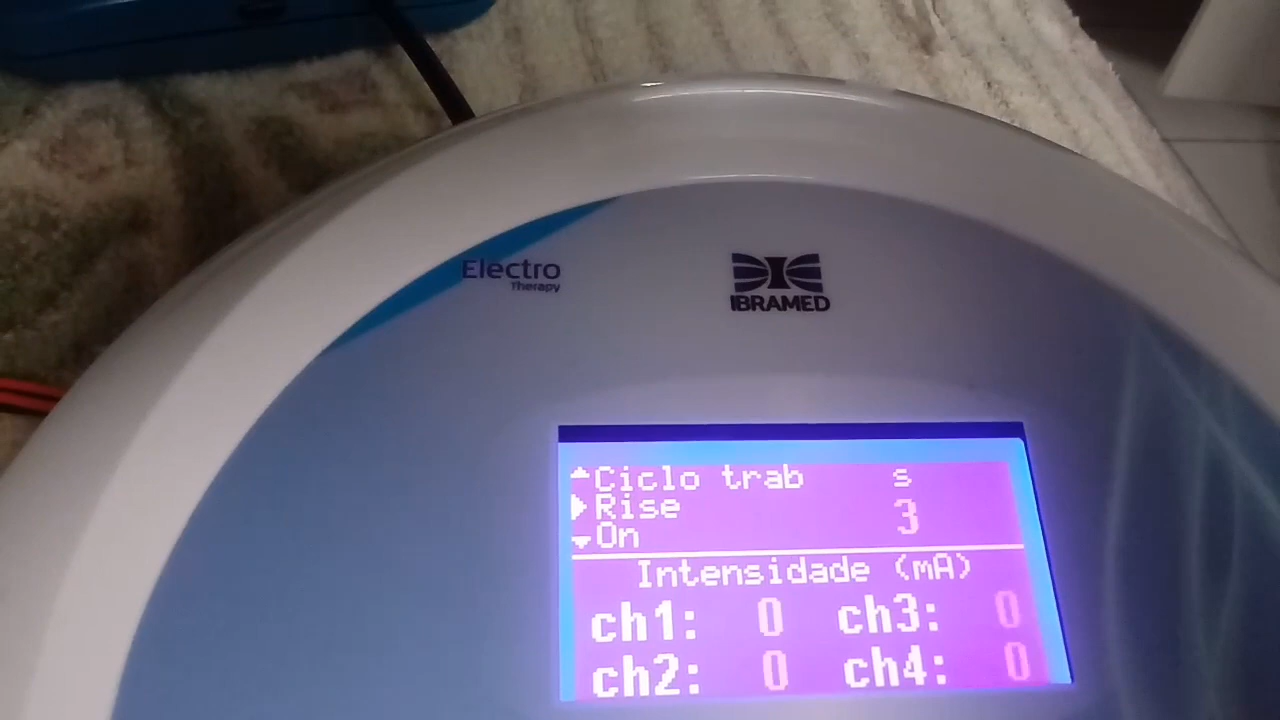 Electro
Therapy
IBRAMED
Ciclo trab s
Rise 3
On
Intensidade (mA)
ch1: 0 ch3: 0
ch2: 0 ch4: 0